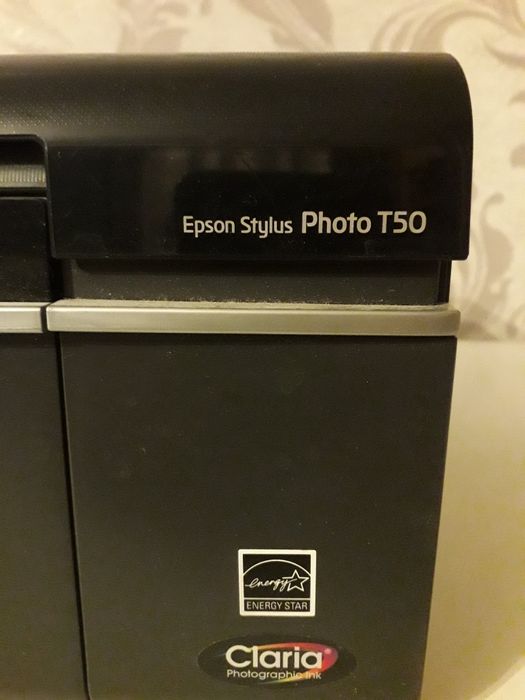 Epson Stylus Photo T50
energy
ENERGY STAR
Claria
Photographic Ink